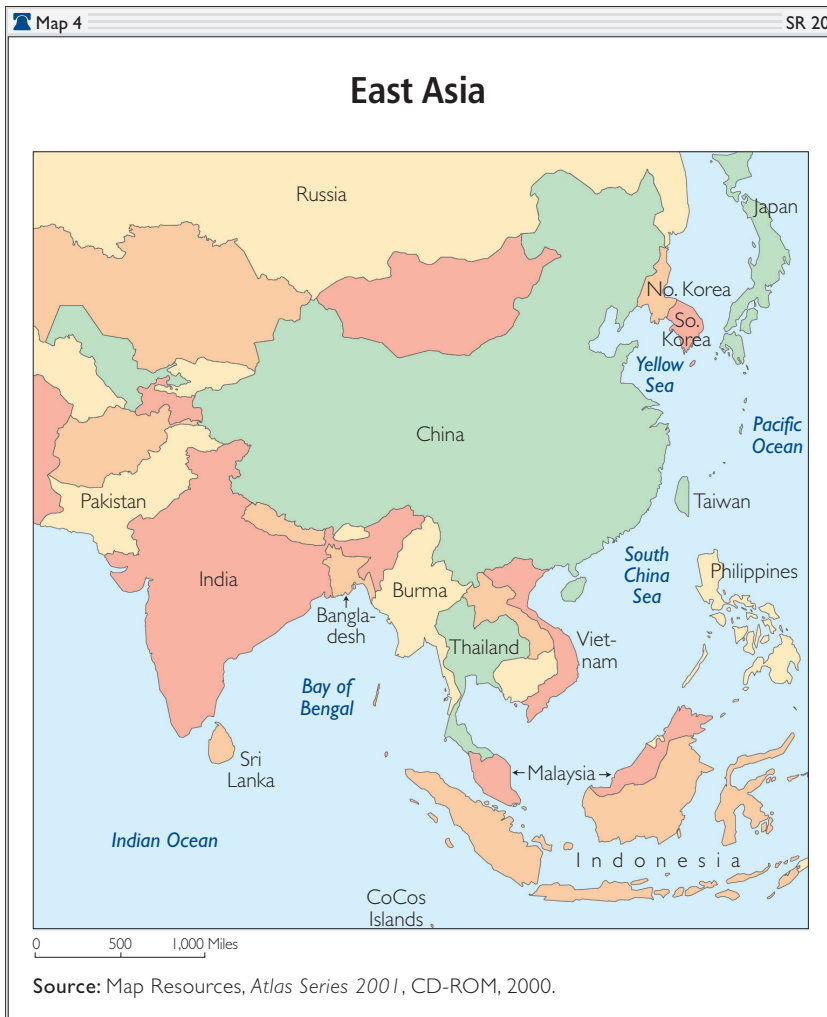 Map 4
SR 20
East Asia
Russia
Japan
No. Korea
So.
Korea
Yellow
Sea
China
Pacific
Ocean
Pakistan
Taiwan
India
South
China
Sea
Philippines
Burma
Bangla-
desh
Thailand
Viet-
nam
Bay of
Bengal
Sri
Lanka
Malaysia
Indian Ocean
Indonesia
CoCos
Islands
0 500 1,000 Miles
Source: Map Resources, Atlas Series 2001, CD-ROM, 2000.